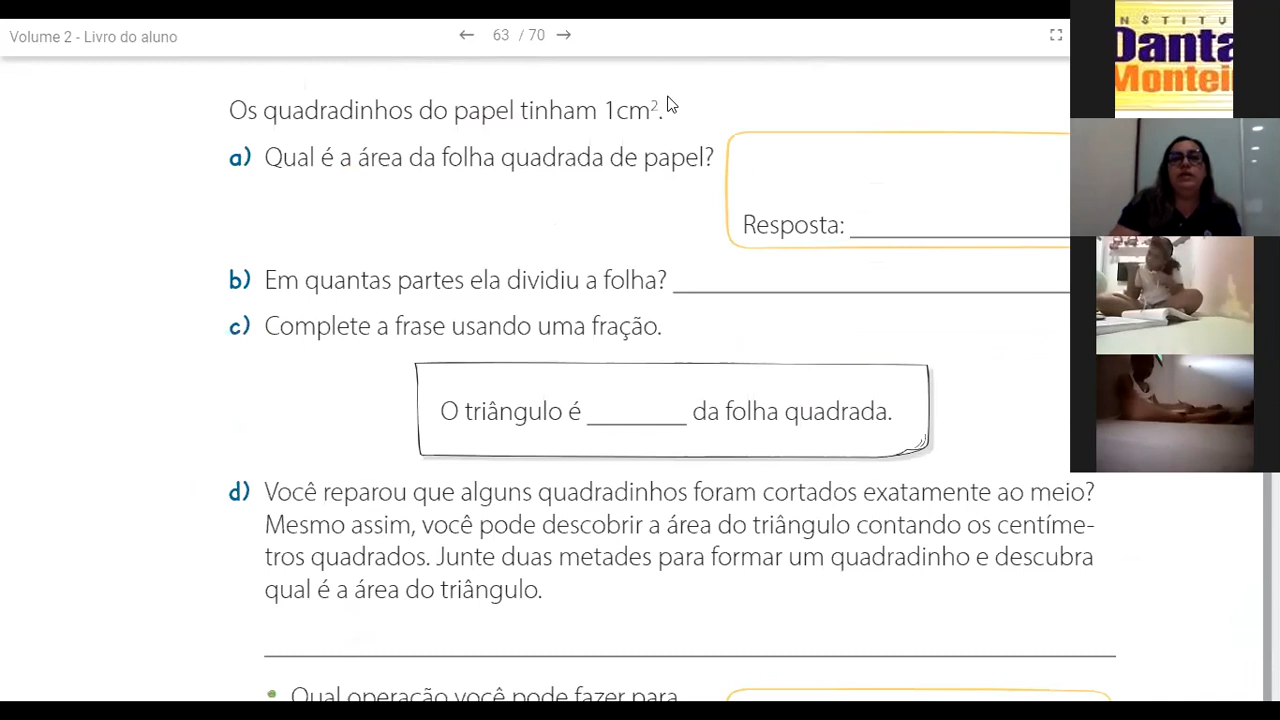 Volume 2 - Livro do aluno
63 / 70
Os quadradinhos do papel tinham 1cm².
a) Qual é a área da folha quadrada de papel?
Resposta:
b) Em quantas partes ela dividiu a folha?
c) Complete a frase usando uma fração.
O triângulo é ________ da folha quadrada.
d) Você reparou que alguns quadradinhos foram cortados exatamente ao meio?
Mesmo assim, você pode descobrir a área do triângulo contando os centíme-
tros quadrados. Junte duas metades para formar um quadradinho e descubra
qual é a área do triângulo.
Qual operação você pode fazer para
NSTITU
Danta
Montei